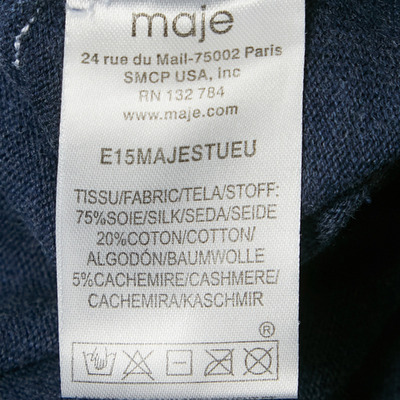 maje
24 rue du Mail-75002 Paris
SMCP USA, inc
RN 132 784
www.maje.com
E15MAJESTUEU
TISSU/FABRIC/TELA/STOFF:
75%SOIE/SILK/SEDA/SEIDE
20%COTON/COTTON/
ALGODÓN/BAUMWOLLE
5%CACHEMIRE/CASHMERE/
CACHEMIRA/KASCHMIR
®